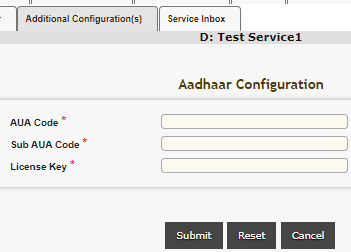 Additional Configuration(s) Service Inbox
D: Test Service1
Aadhaar Configuration
AUA Code *
Sub AUA Code *
License Key *
Submit Reset Cancel